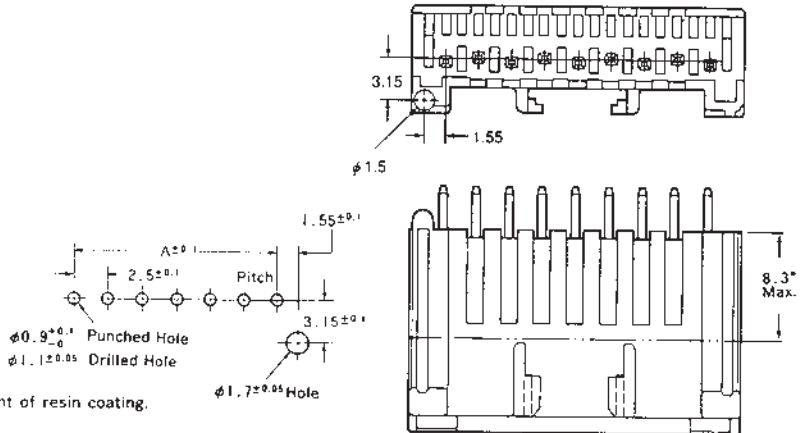 3.15
1.55
φ1.5
1.55±0.1
A±0.1
2.5±0.1 Pitch
8.3*
Max.
3.15±0.1
φ0.9+0.1 -0 Punched Hole
φ1.1±0.05 Drilled Hole
φ1.7±0.05 Hole
nt of resin coating.